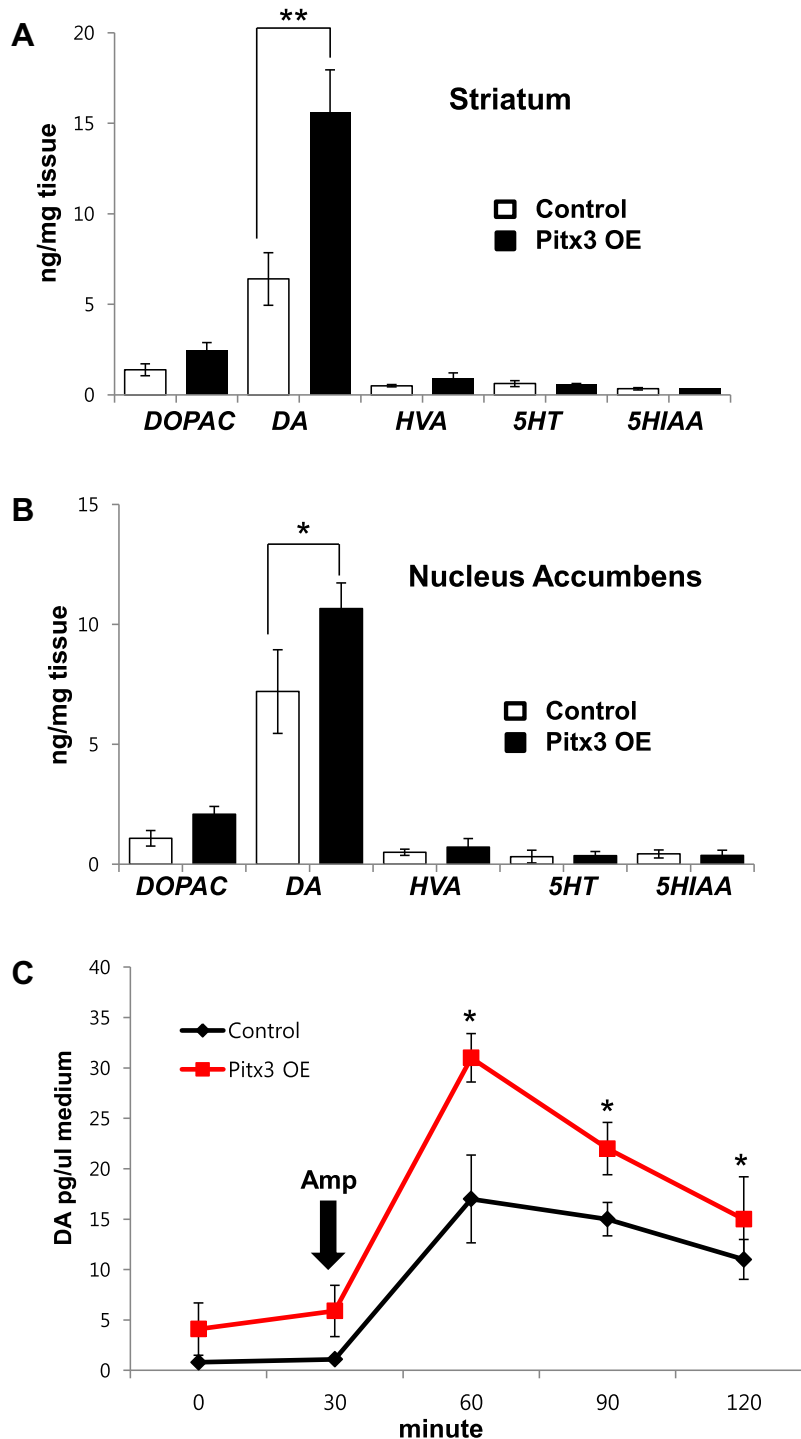 A
**
20
15
10
5
0
ng/mg tissue
Striatum
Control
Pitx3 OE
DOPAC DA HVA 5HT 5HIAA
B
*
15
10
5
0
ng/mg tissue
Nucleus Accumbens
Control
Pitx3 OE
DOPAC DA HVA 5HT 5HIAA
C
40
35
30
25
20
15
10
5
0
DA pg/ul medium
Control
Pitx3 OE
Amp
*
*
*
0 30 60 90 120
minute